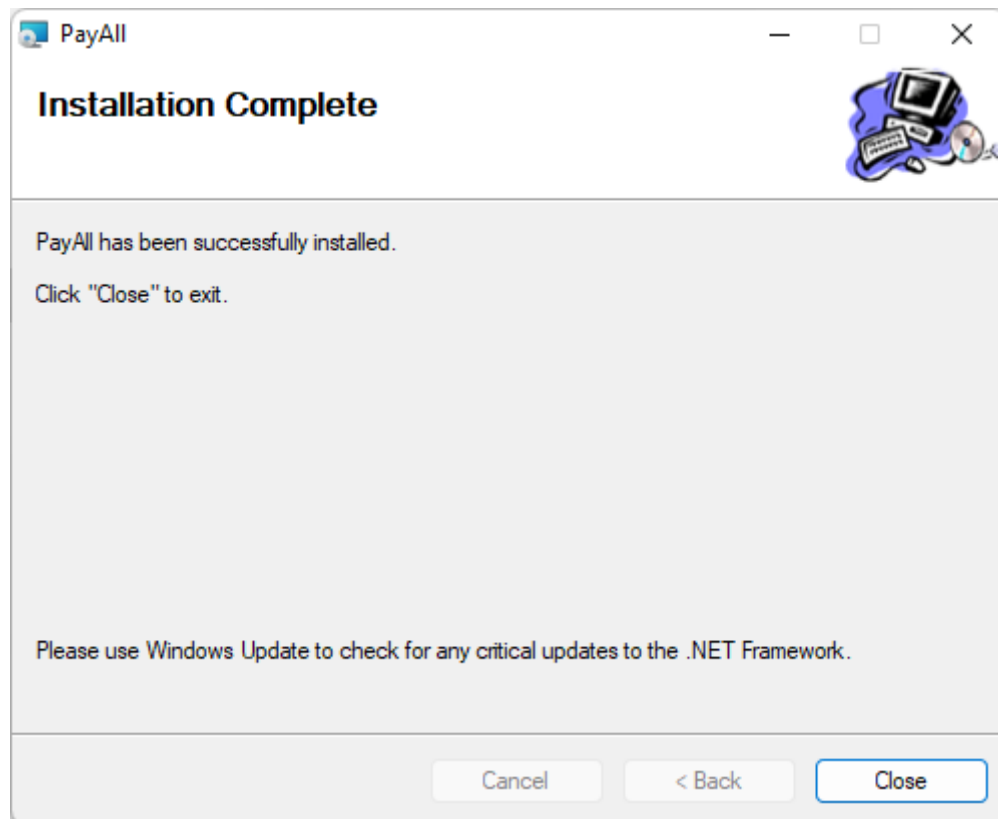 PayAll
Installation Complete
PayAll has been successfully installed.
Click "Close" to exit.
Please use Windows Update to check for any critical updates to the .NET Framework.
Cancel
< Back
Close